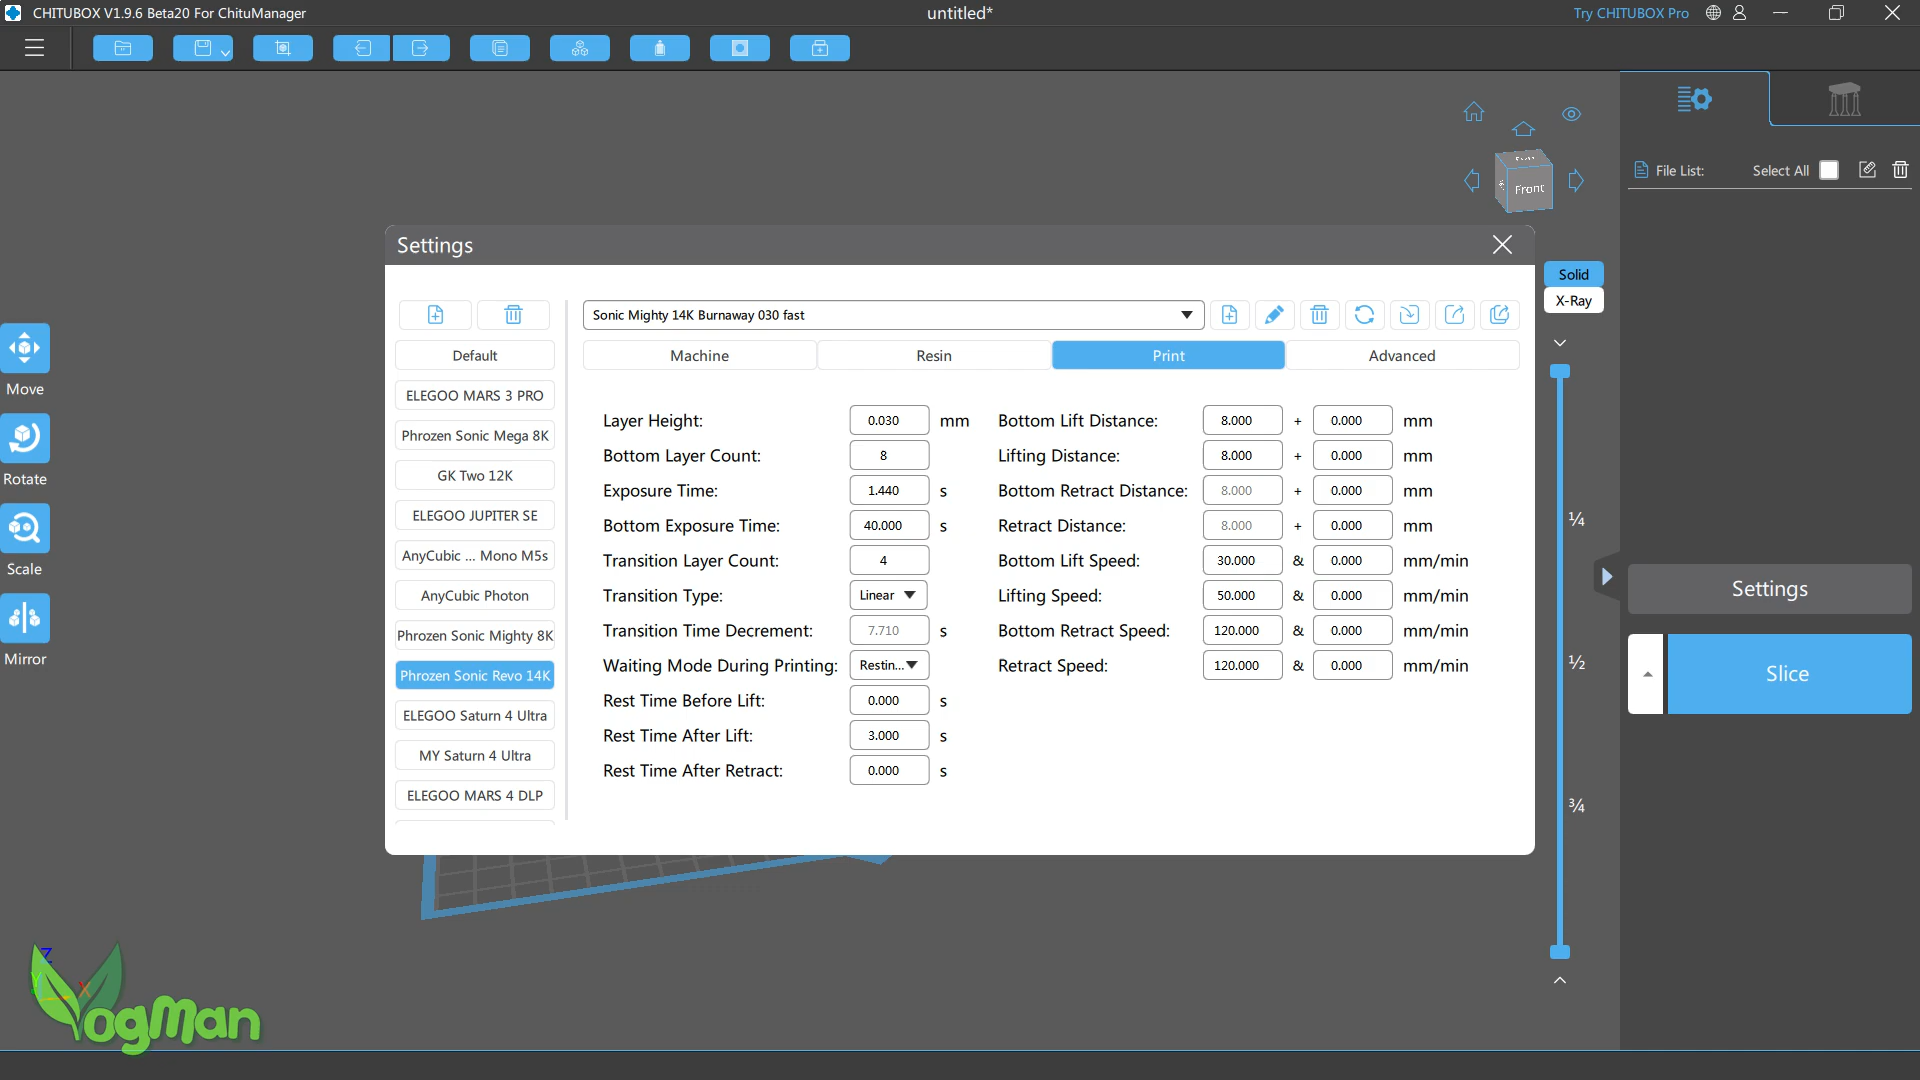 CHITUBOX V1.9.6 Beta20 For ChituManager
untitled*
Try CHITUBOX Pro
File List:
Select All
Front
Settings
Solid
X-Ray
Sonic Mighty 14K Burnaway 030 fast
Default
Machine
Resin
Print
Advanced
ELEGOO MARS 3 PRO
Phrozen Sonic Mega 8K
GK Two 12K
ELEGOO JUPITER SE
AnyCubic ... Mono M5s
AnyCubic Photon
Phrozen Sonic Mighty 8K
Phrozen Sonic Revo 14K
ELEGOO Saturn 4 Ultra
MY Saturn 4 Ultra
ELEGOO MARS 4 DLP
Layer Height: 0.030 mm
Bottom Layer Count: 8
Exposure Time: 1.440 s
Bottom Exposure Time: 40.000 s
Transition Layer Count: 4
Transition Type: Linear
Transition Time Decrement: 7.710 s
Waiting Mode During Printing: Restin...
Rest Time Before Lift: 0.000 s
Rest Time After Lift: 3.000 s
Rest Time After Retract: 0.000 s
Bottom Lift Distance: 8.000 + 0.000 mm
Lifting Distance: 8.000 + 0.000 mm
Bottom Retract Distance: 8.000 + 0.000 mm
Retract Distance: 8.000 + 0.000 mm
Bottom Lift Speed: 30.000 & 0.000 mm/min
Lifting Speed: 50.000 & 0.000 mm/min
Bottom Retract Speed: 120.000 & 0.000 mm/min
Retract Speed: 120.000 & 0.000 mm/min
Move
Rotate
Scale
Mirror
¼
½
¾
Settings
Slice
Z
Y
X
VogMan